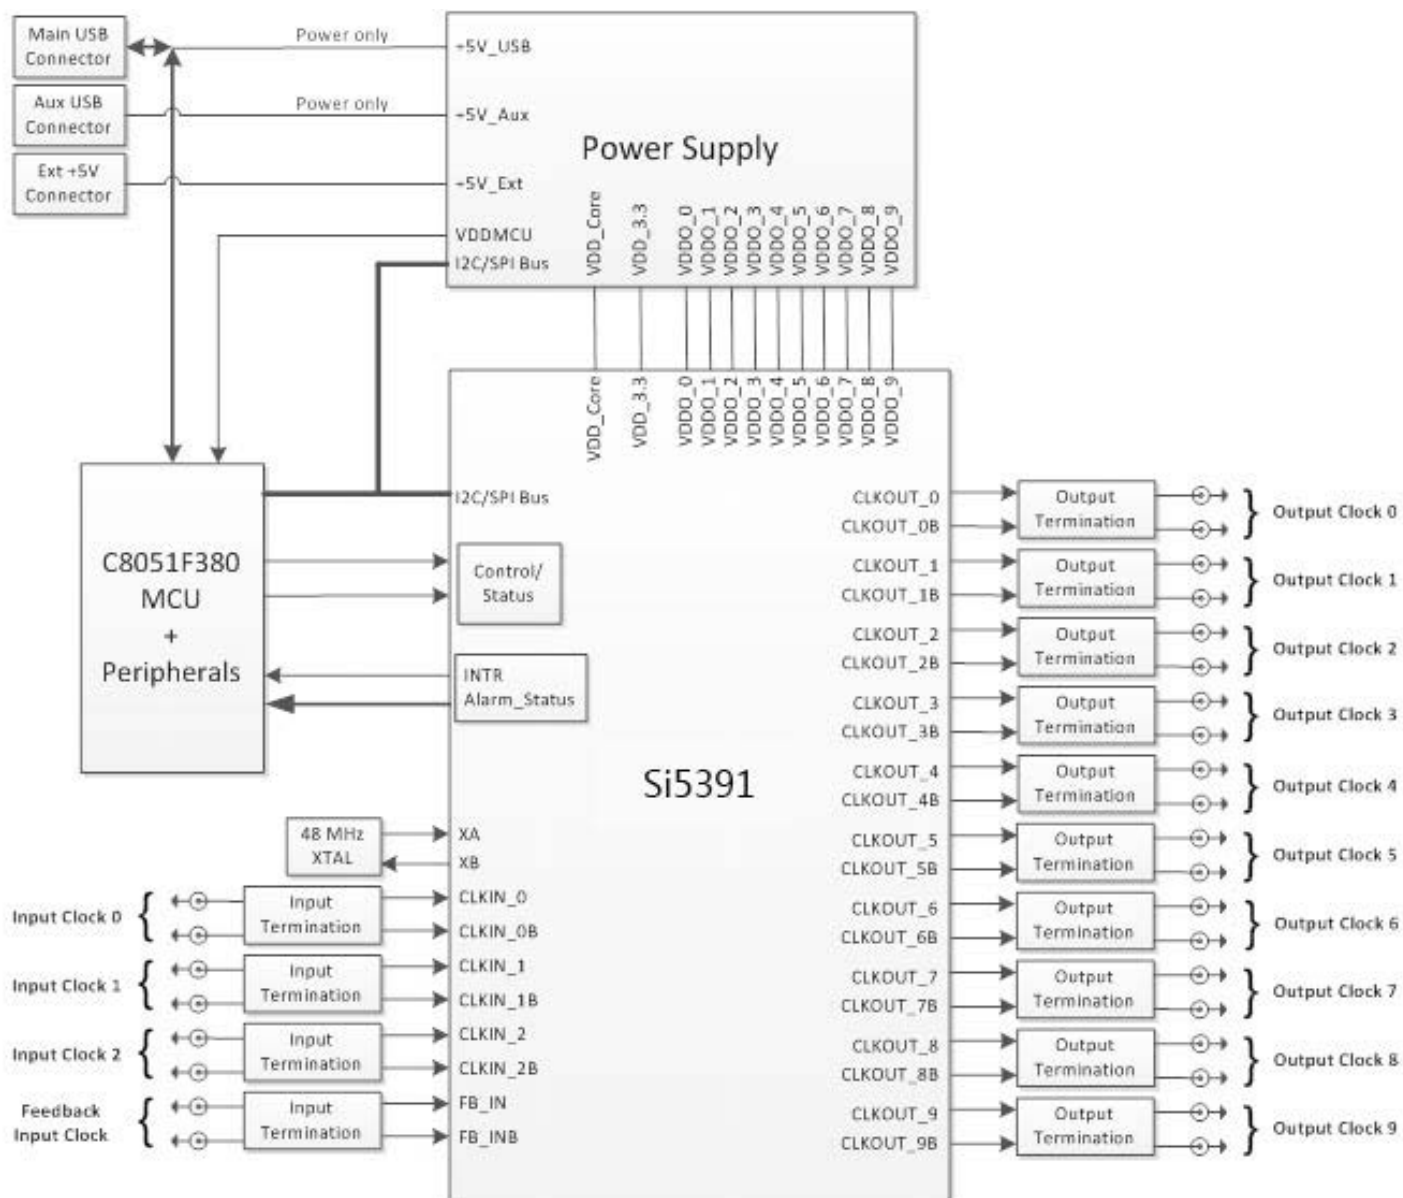 Main USB
Connector
Power only
+5V_USB
Aux USB
Connector
Power only
+5V_Aux
Power Supply
Ext +5V
Connector
+5V_Ext
VDDMCU
I2C/SPI Bus
VDD_Core
VDD_3.3
VDDO_0
VDDO_1
VDDO_2
VDDO_3
VDDO_4
VDDO_5
VDDO_6
VDDO_7
VDDO_8
VDDO_9
VDD_Core
VDD_3.3
VDDO_0
VDDO_1
VDDO_2
VDDO_3
VDDO_4
VDDO_5
VDDO_6
VDDO_7
VDDO_8
VDDO_9
C8051F380
MCU
+
Peripherals
I2C/SPI Bus
Control/
Status
INTR
Alarm_Status
Si5391
48 MHz
XTAL
XA
XB
Input Clock 0
Input
Termination
CLKIN_0
CLKIN_0B
Input Clock 1
Input
Termination
CLKIN_1
CLKIN_1B
Input Clock 2
Input
Termination
CLKIN_2
CLKIN_2B
Feedback
Input Clock
Input
Termination
FB_IN
FB_INB
CLKOUT_0
CLKOUT_0B
Output
Termination
Output Clock 0
CLKOUT_1
CLKOUT_1B
Output
Termination
Output Clock 1
CLKOUT_2
CLKOUT_2B
Output
Termination
Output Clock 2
CLKOUT_3
CLKOUT_3B
Output
Termination
Output Clock 3
CLKOUT_4
CLKOUT_4B
Output
Termination
Output Clock 4
CLKOUT_5
CLKOUT_5B
Output
Termination
Output Clock 5
CLKOUT_6
CLKOUT_6B
Output
Termination
Output Clock 6
CLKOUT_7
CLKOUT_7B
Output
Termination
Output Clock 7
CLKOUT_8
CLKOUT_8B
Output
Termination
Output Clock 8
CLKOUT_9
CLKOUT_9B
Output
Termination
Output Clock 9